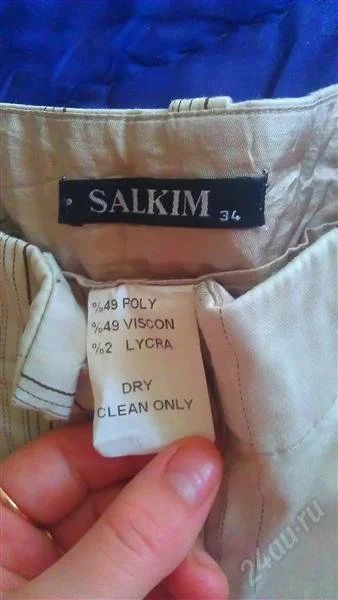 SALKIM 34
%49 POLY
%49 VISCON
%2 LYCRA
DRY
CLEAN ONLY
24au.ru